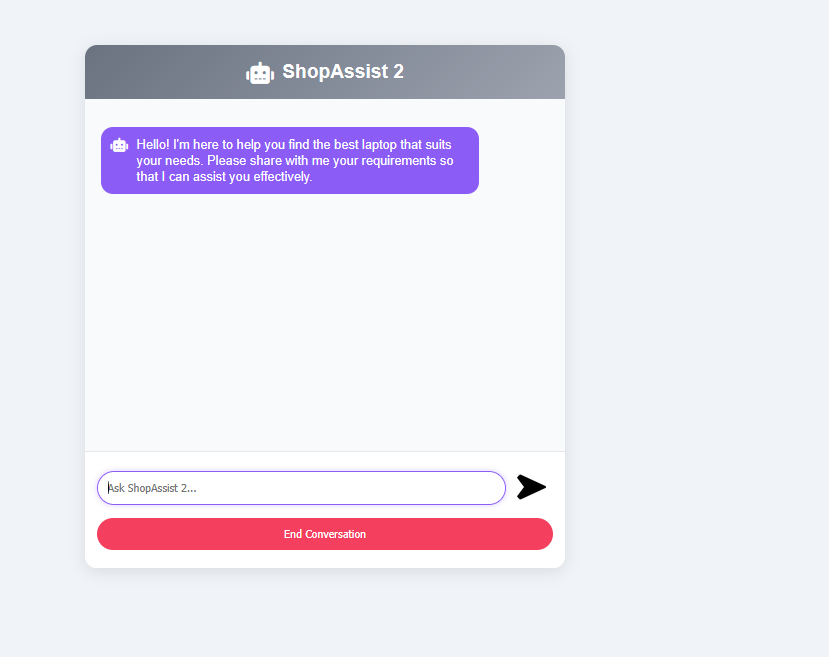 ShopAssist 2
Hello! I'm here to help you find the best laptop that suits
your needs. Please share with me your requirements so
that I can assist you effectively.
Ask ShopAssist 2...
End Conversation